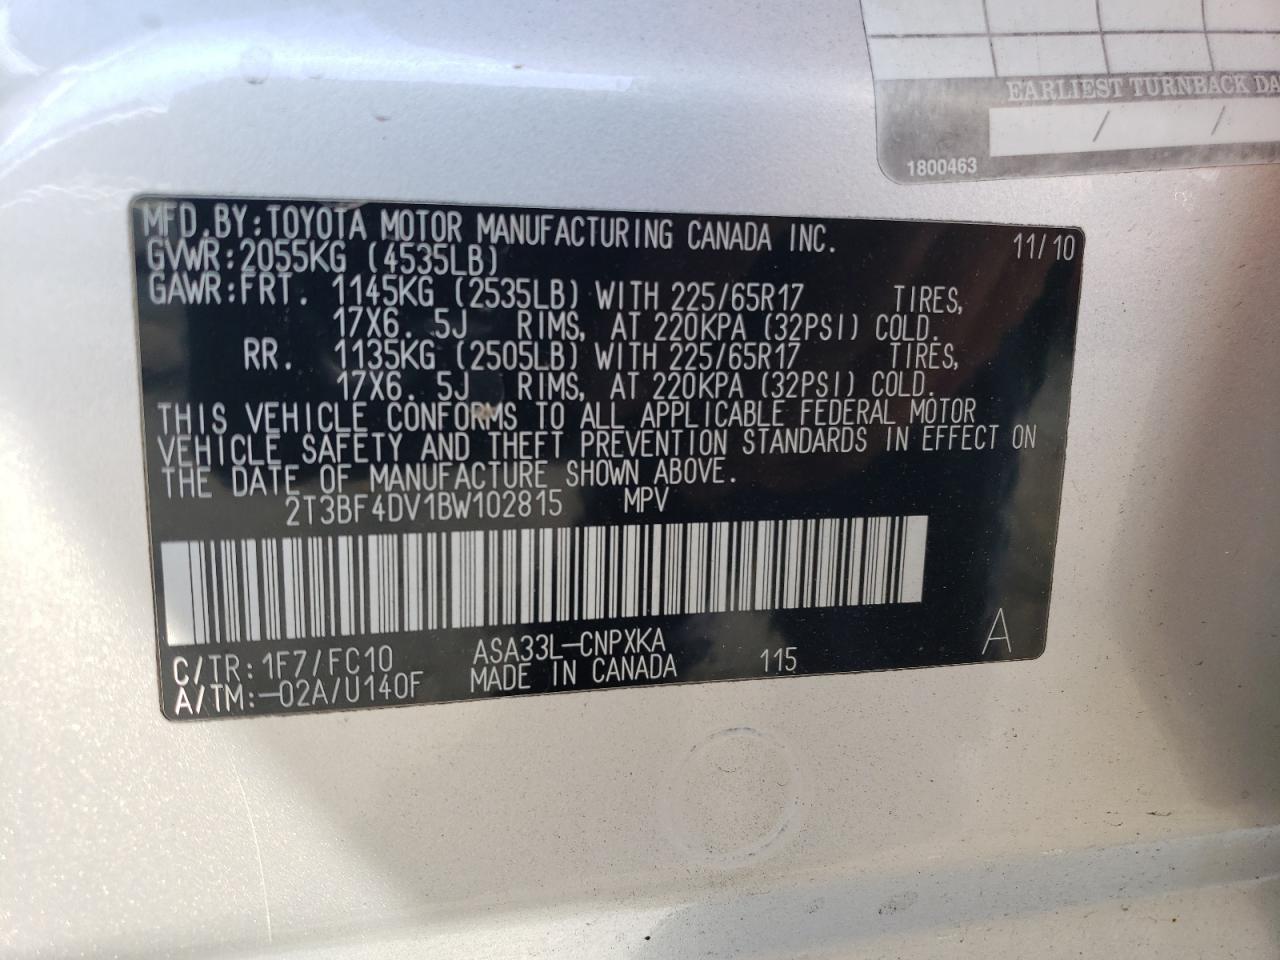 EARLIEST TURNBACK DA
/ /
1800463
MFD.BY:TOYOTA MOTOR MANUFACTURING CANADA INC. 11/10
GVWR:2055KG (4535LB)
GAWR:FRT. 1145KG (2535LB) WITH 225/65R17 TIRES,
17X6.5J RIMS, AT 220KPA (32PSI) COLD.
RR. 1135KG (2505LB) WITH 225/65R17 TIRES,
17X6.5J RIMS, AT 220KPA (32PSI) COLD.
THIS VEHICLE CONFORMS TO ALL APPLICABLE FEDERAL MOTOR
VEHICLE SAFETY AND THEFT PREVENTION STANDARDS IN EFFECT ON
THE DATE OF MANUFACTURE SHOWN ABOVE.
2T3BF4DV1BW102815 MPV
C/TR:1F7/FC10 ASA33L-CNPXKA A
A/TM:-02A/U140F MADE IN CANADA 115